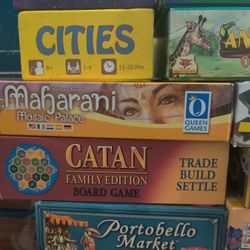 CITIES
8+
1-4
15-30 Min.
Maharani
Mosaic Palace
QUEEN
GAMES
CATAN
FAMILY EDITION
BOARD GAME
TRADE
BUILD
SETTLE
Portobello
Market